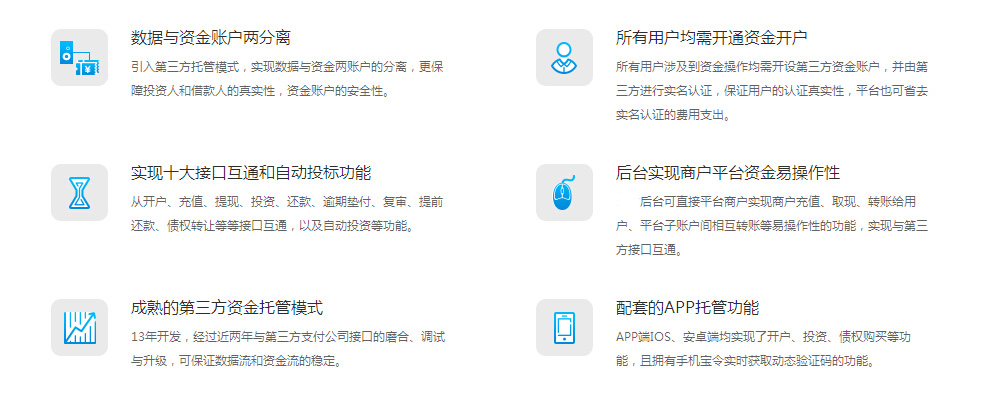 数据与资金账户两分离
引入第三方托管模式，实现数据与资金两账户的分离，更保
障投资人和借款人的真实性，资金账户的安全性。
所有用户均需开通资金开户
所有用户涉及到资金操作均需开设第三方资金账户，并由第
三方进行实名认证，保证用户的认证真实性，平台也可省去
实名认证的费用支出。
实现十大接口互通和自动投标功能
从开户、充值、提现、投资、还款、逾期垫付、复审、提前
还款、债权转让等等接口互通，以及自动投资等功能。
后台实现商户平台资金易操作性
后台可直接平台商户实现商户充值、取现、转账给用
户、平台子账户间相互转账等易操作性的功能，实现与第三
方接口互通。
成熟的第三方资金托管模式
13年开发，经过近两年与第三方支付公司接口的磨合、调试
与升级，可保证数据流和资金流的稳定。
配套的APP托管功能
APP端IOS、安卓端均实现了开户、投资、债权购买等功
能，且拥有手机宝令实时获取动态验证码的功能。